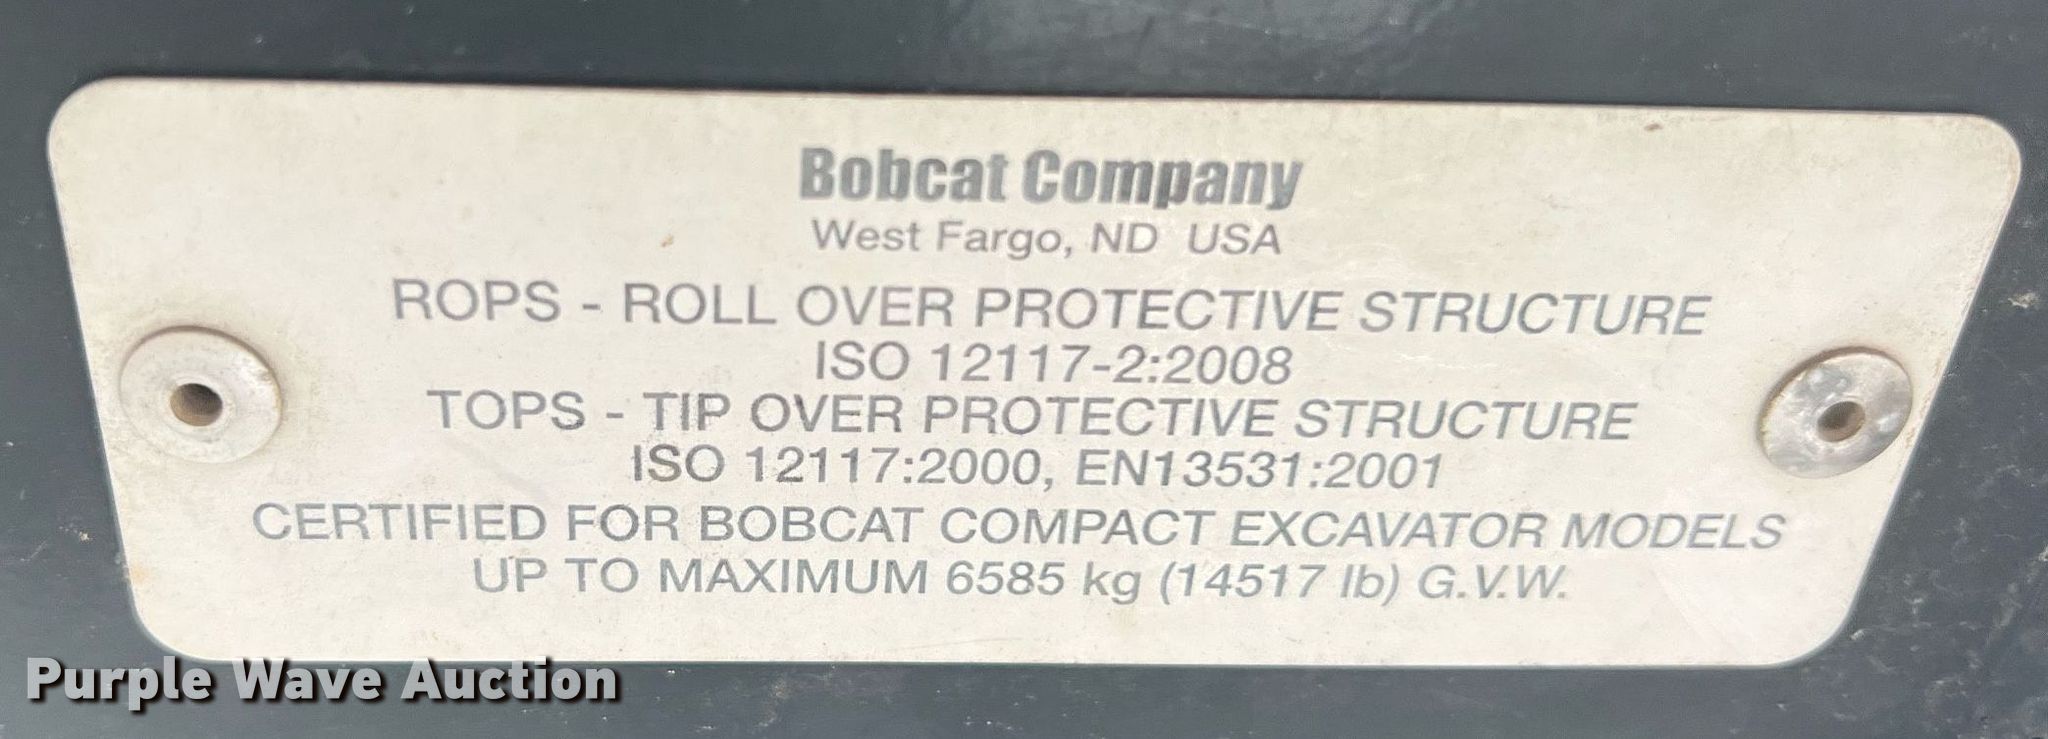 Bobcat Company
West Fargo, ND USA
ROPS - ROLL OVER PROTECTIVE STRUCTURE
ISO 12117-2:2008
TOPS - TIP OVER PROTECTIVE STRUCTURE
ISO 12117:2000, EN13531:2001
CERTIFIED FOR BOBCAT COMPACT EXCAVATOR MODELS
UP TO MAXIMUM 6585 kg (14517 lb) G.V.W.
Purple Wave Auction